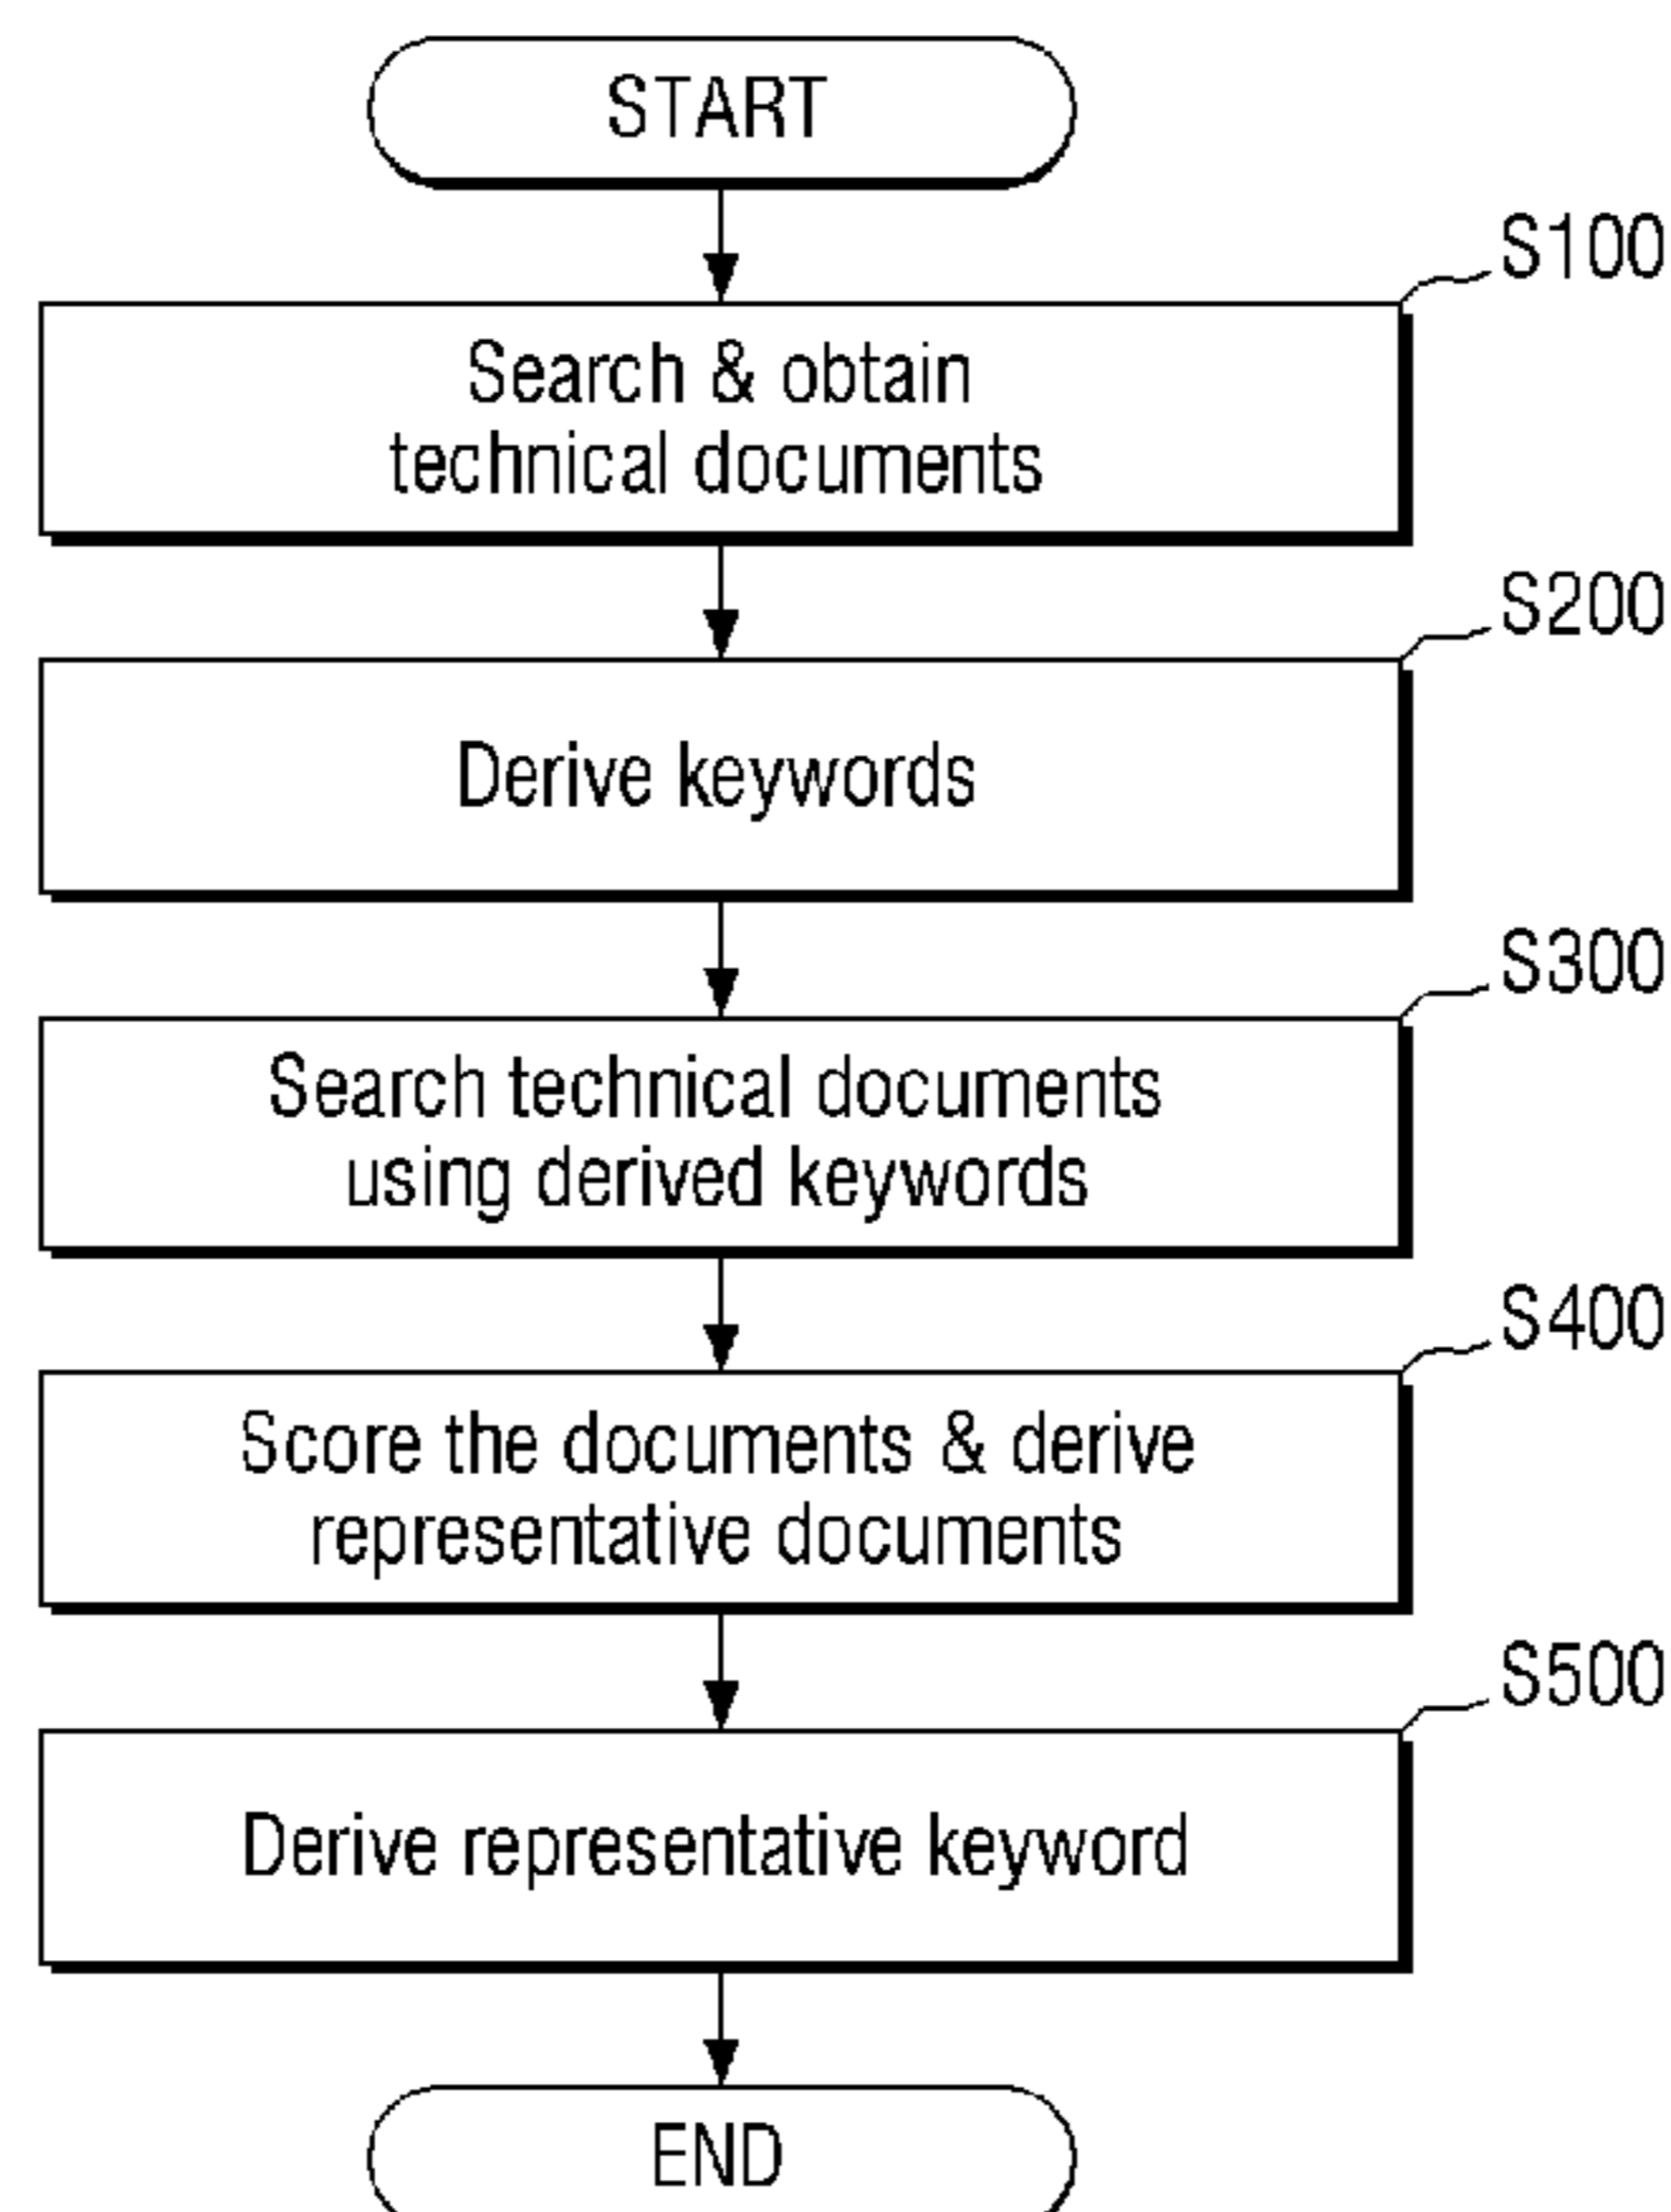 START
S100
Search & obtain
technical documents
S200
Derive keywords
S300
Search technical documents
using derived keywords
S400
Score the documents & derive
representative documents
S500
Derive representative keyword
END